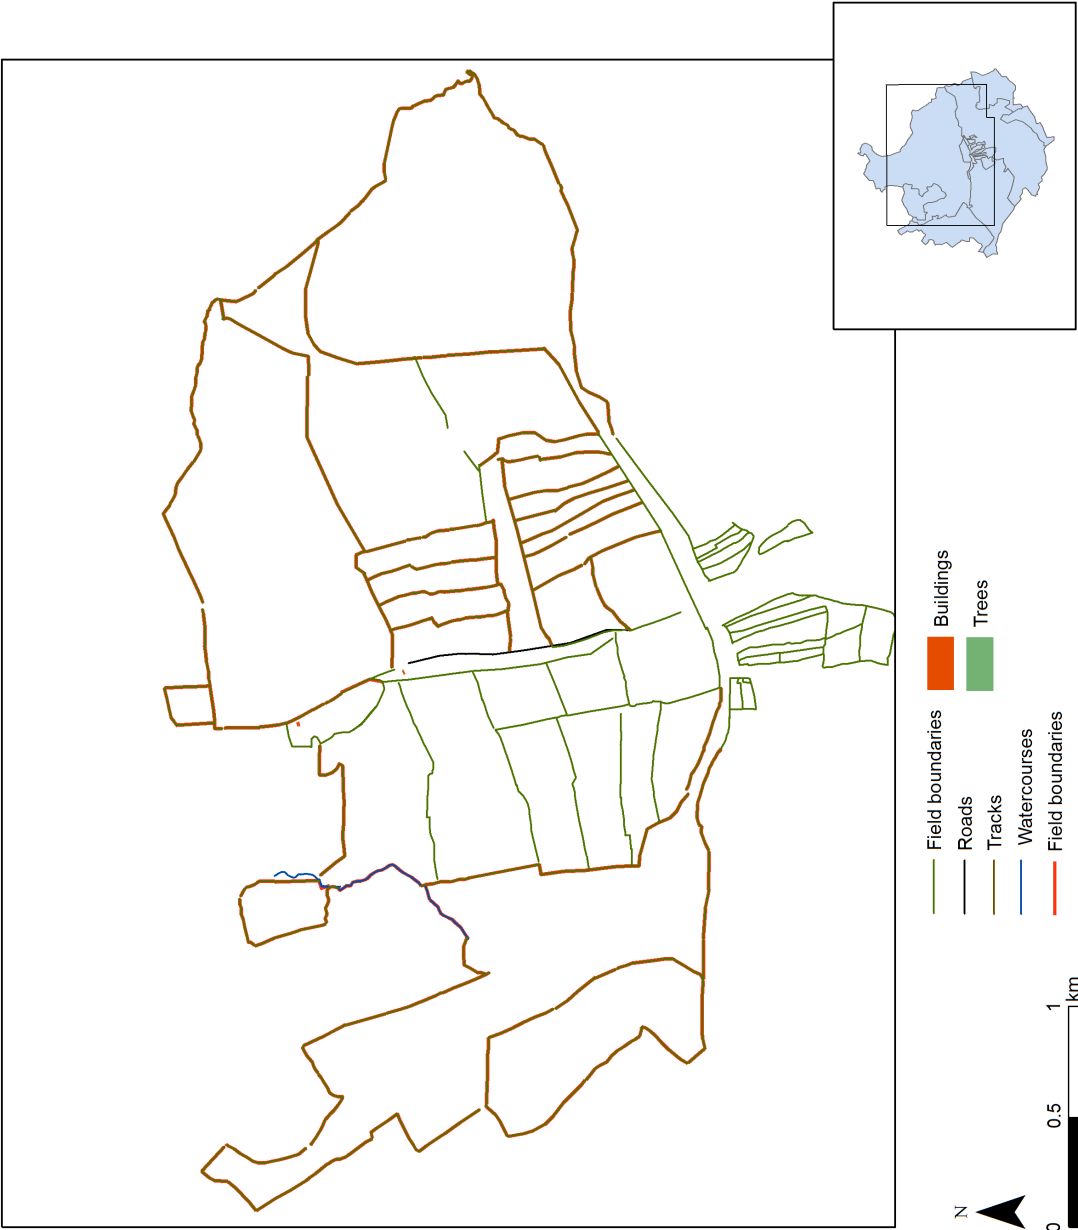 Field boundaries
Roads
Tracks
Watercourses
Field boundaries
Buildings
Trees
N
0
0.5
1
km